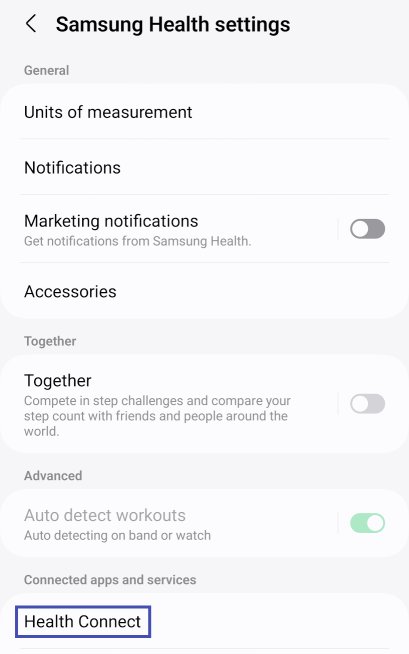 Samsung Health settings
General
Units of measurement
Notifications
Marketing notifications
Get notifications from Samsung Health.
Accessories
Together
Together
Compete in step challenges and compare your
step count with friends and people around the
world.
Advanced
Auto detect workouts
Auto detecting on band or watch
Connected apps and services
Health Connect